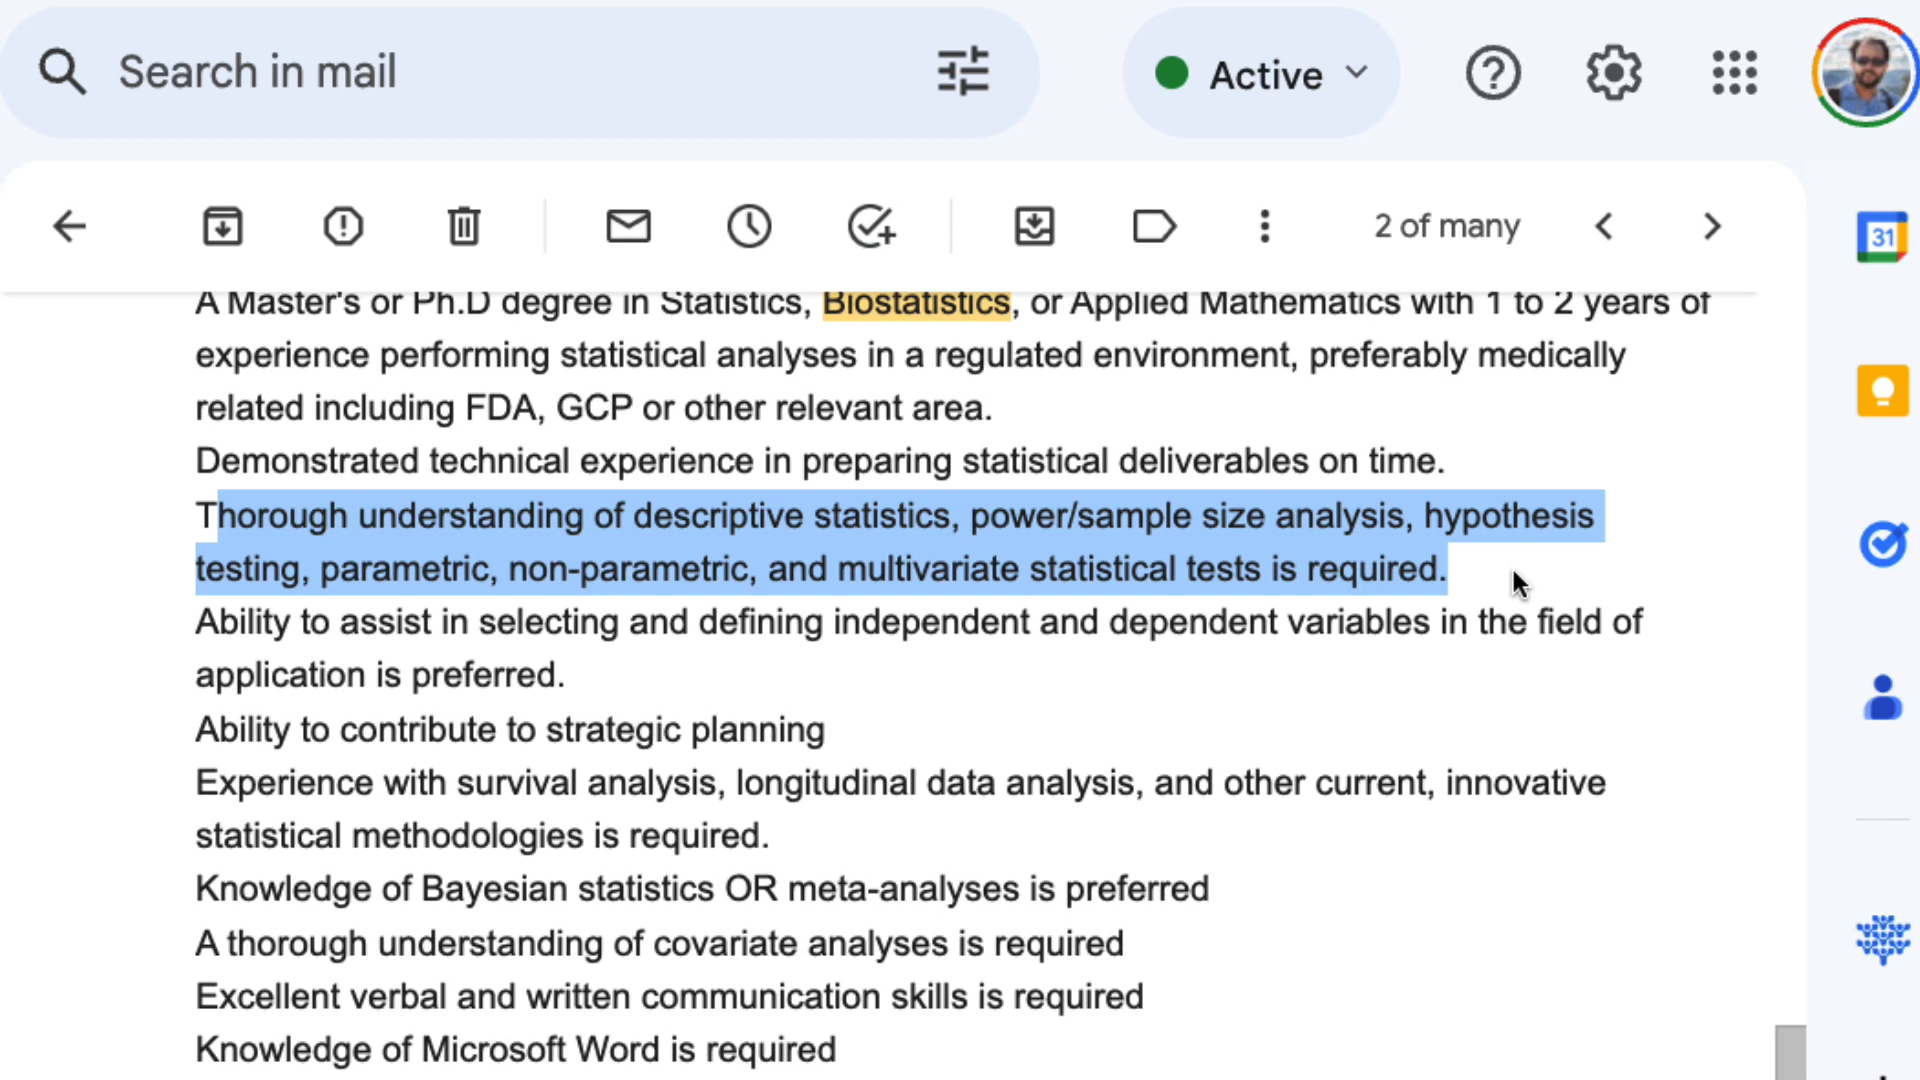 Search in mail
Active
2 of many
31
A Master's or Ph.D degree in Statistics, Biostatistics, or Applied Mathematics with 1 to 2 years of
experience performing statistical analyses in a regulated environment, preferably medically
related including FDA, GCP or other relevant area.
Demonstrated technical experience in preparing statistical deliverables on time.
Thorough understanding of descriptive statistics, power/sample size analysis, hypothesis
testing, parametric, non-parametric, and multivariate statistical tests is required.
Ability to assist in selecting and defining independent and dependent variables in the field of
application is preferred.
Ability to contribute to strategic planning
Experience with survival analysis, longitudinal data analysis, and other current, innovative
statistical methodologies is required.
Knowledge of Bayesian statistics OR meta-analyses is preferred
A thorough understanding of covariate analyses is required
Excellent verbal and written communication skills is required
Knowledge of Microsoft Word is required